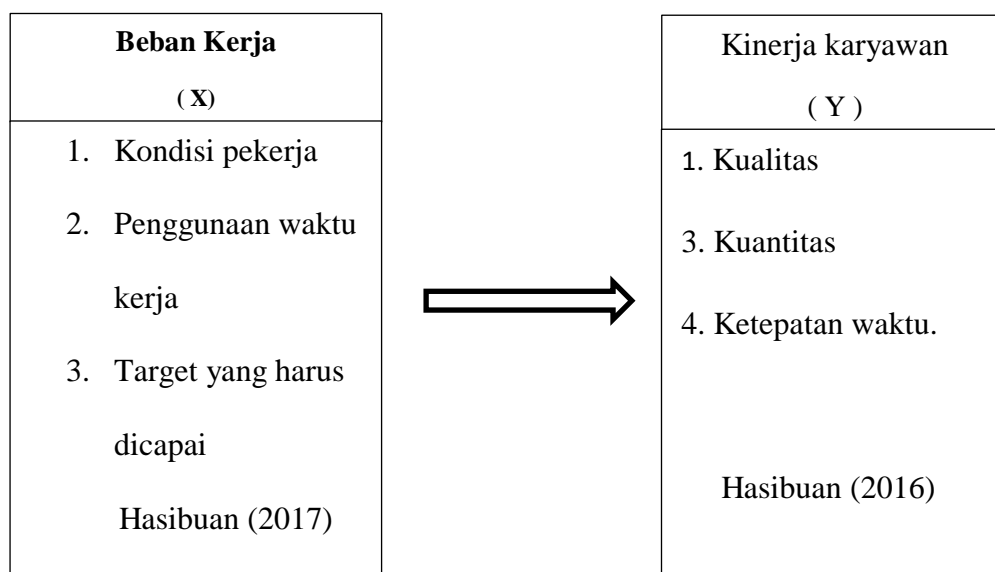 Beban Kerja
( X)
1. Kondisi pekerja
2. Penggunaan waktu
kerja
3. Target yang harus
dicapai
Hasibuan (2017)
Kinerja karyawan
( Y )
1. Kualitas
3. Kuantitas
4. Ketepatan waktu.
Hasibuan (2016)